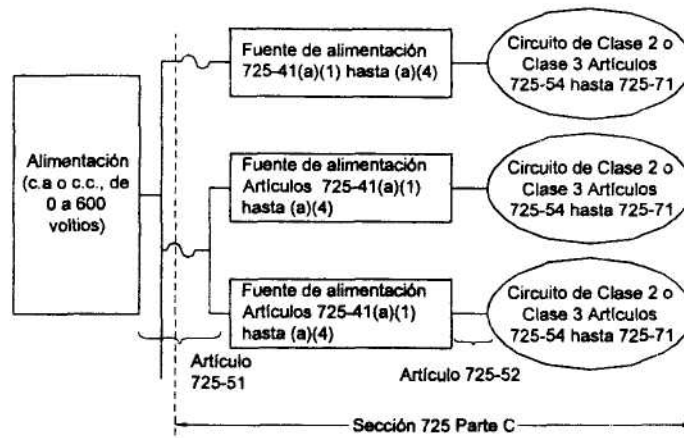 Fuente de alimentación
725-41(a)(1) hasta (a)(4)
Circuito de Clase 2 o
Clase 3 Artículos
725-54 hasta 725-71
Alimentación
(c.a o c.c., de
0 a 600
voltios)
Fuente de alimentación
Artículos 725-41(a)(1)
hasta (a)(4)
Circuito de Clase 2 o
Clase 3 Artículos
725-54 hasta 725-71
Fuente de alimentación
Artículos 725-41(a)(1)
hasta (a)(4)
Circuito de Clase 2 o
Clase 3 Artículos
725-54 hasta 725-71
Artículo
725-51
Artículo 725-52
Sección 725 Parte C